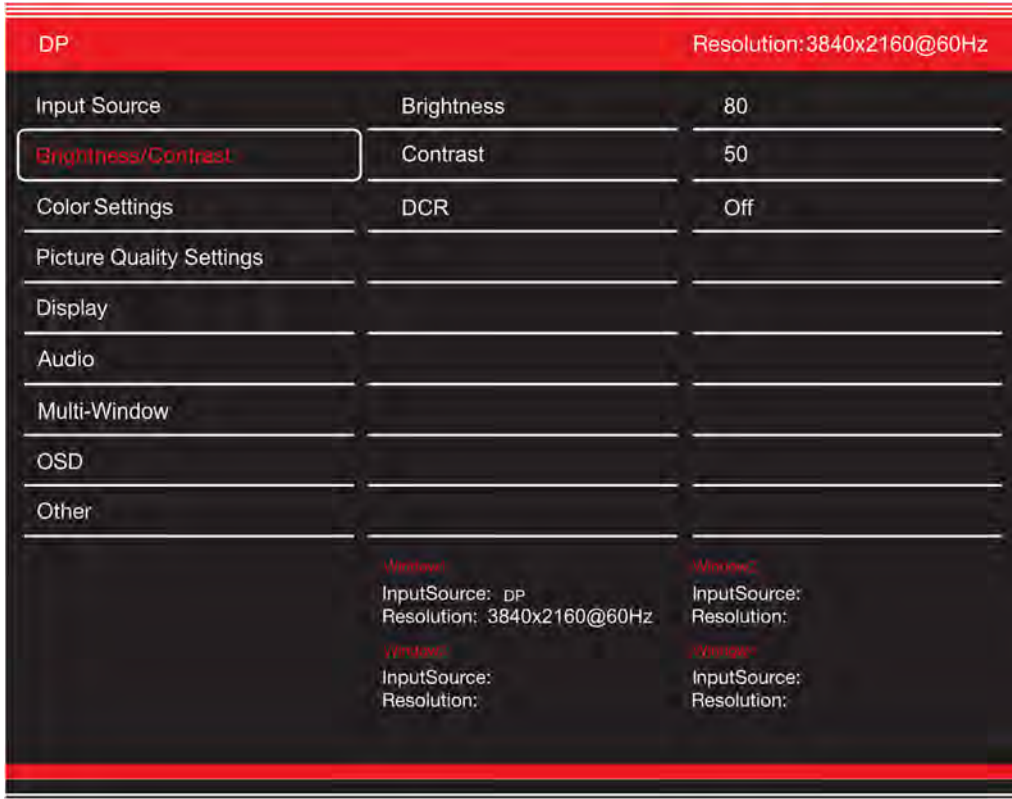 DP Resolution:3840x2160@60Hz
Input Source Brightness 80
Brightness/Contrast Contrast 50
Color Settings DCR Off
Picture Quality Settings
Display
Audio
Multi-Window
OSD
Other
InputSource: DP InputSource:
Resolution: 3840x2160@60Hz Resolution:
InputSource: InputSource:
Resolution: Resolution: